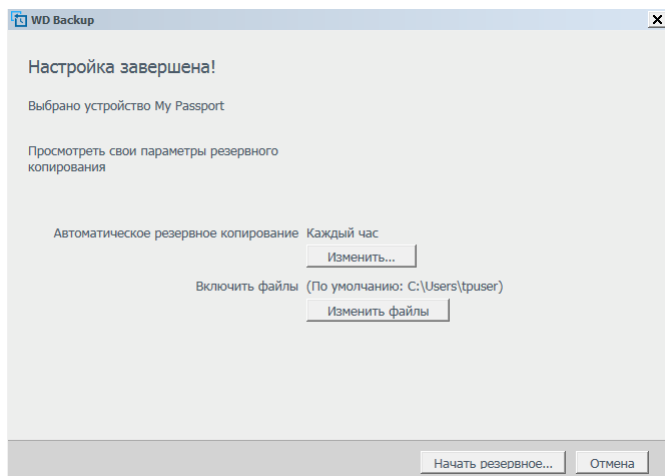 WD Backup
Настройка завершена!
Выбрано устройство My Passport
Просмотреть свои параметры резервного
копирования
Автоматическое резервное копирование Каждый час
Изменить...
Включить файлы (По умолчанию: C:\Users\tpuser)
Изменить файлы
Начать резервное... Отмена